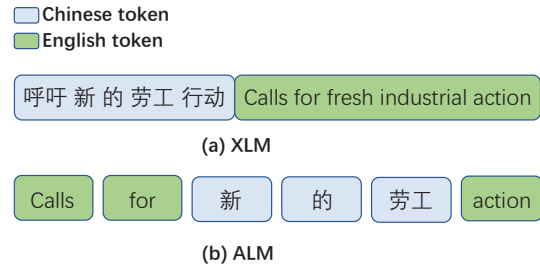 Chinese token
English token
呼吁 新 的 劳工 行动 Calls for fresh industrial action
(a) XLM
Calls for 新 的 劳工 action
(b) ALM